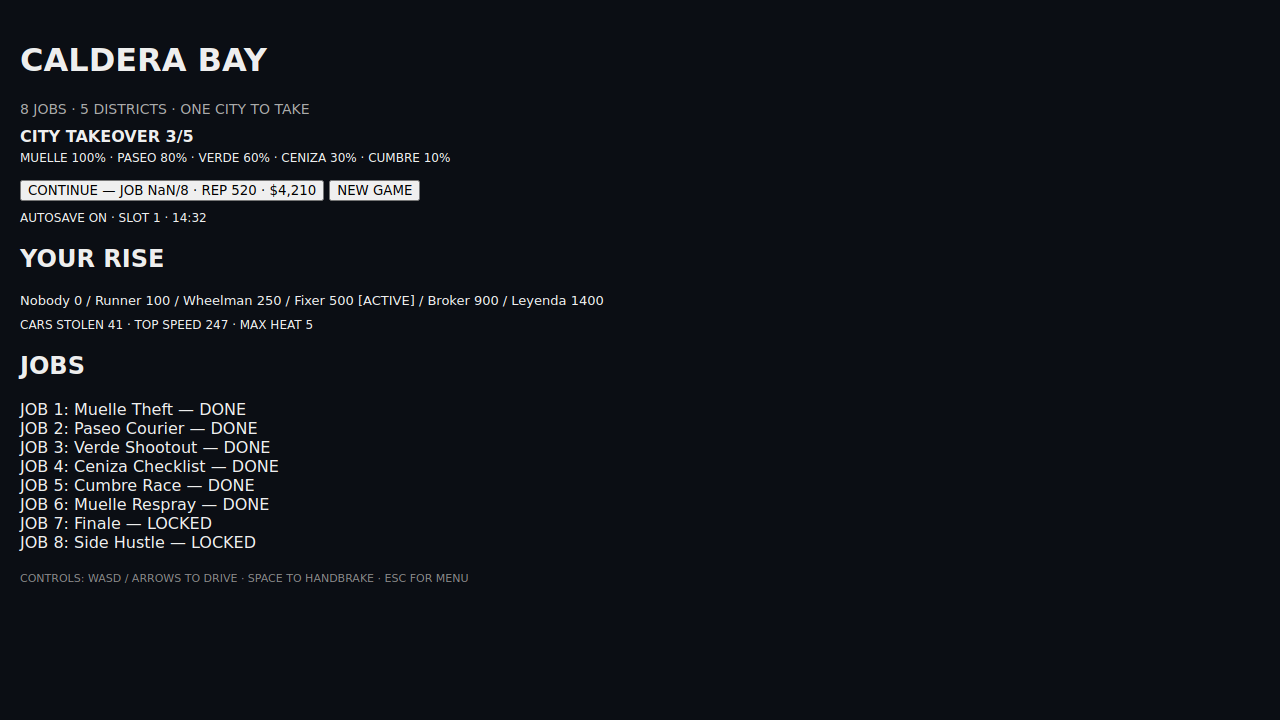 CALDERA BAY
8 JOBS · 5 DISTRICTS · ONE CITY TO TAKE
CITY TAKEOVER 3/5
MUELLE 100% · PASEO 80% · VERDE 60% · CENIZA 30% · CUMBRE 10%
CONTINUE — JOB NaN/8 · REP 520 · $4,210 NEW GAME
AUTOSAVE ON · SLOT 1 · 14:32
YOUR RISE
Nobody 0 / Runner 100 / Wheelman 250 / Fixer 500 [ACTIVE] / Broker 900 / Leyenda 1400
CARS STOLEN 41 · TOP SPEED 247 · MAX HEAT 5
JOBS
JOB 1: Muelle Theft — DONE
JOB 2: Paseo Courier — DONE
JOB 3: Verde Shootout — DONE
JOB 4: Ceniza Checklist — DONE
JOB 5: Cumbre Race — DONE
JOB 6: Muelle Respray — DONE
JOB 7: Finale — LOCKED
JOB 8: Side Hustle — LOCKED
CONTROLS: WASD / ARROWS TO DRIVE · SPACE TO HANDBRAKE · ESC FOR MENU